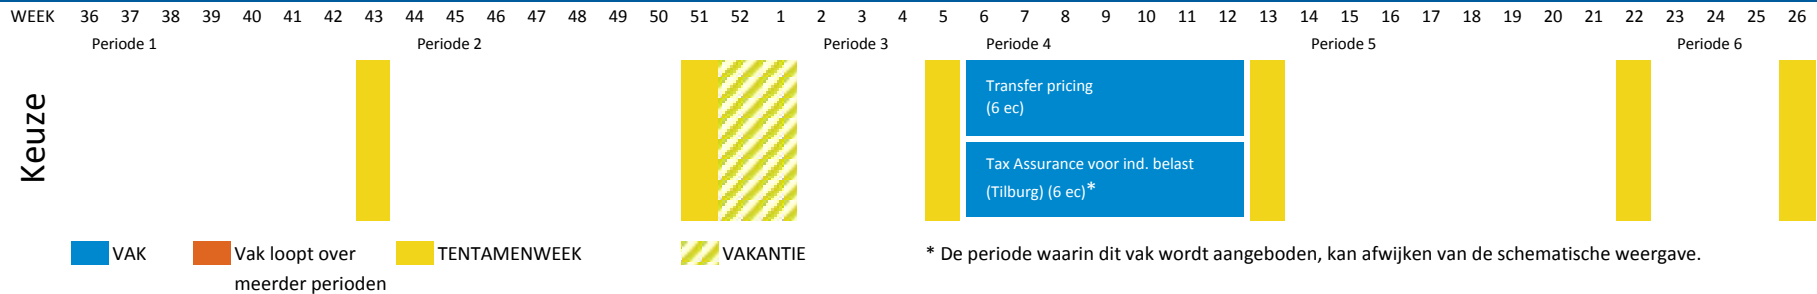 WEEK 36 37 38 39 40 41 42 43 44 45 46 47 48 49 50 51 52 1 2 3 4 5 6 7 8 9 10 11 12 13 14 15 16 17 18 19 20 21 22 23 24 25 26
Periode 1 Periode 2 Periode 3 Periode 4 Periode 5 Periode 6
Keuze
Transfer pricing
(6 ec)
Tax Assurance voor ind. belast
(Tilburg) (6 ec)*
VAK Vak loopt over TENTAMENWEEK VAKANTIE * De periode waarin dit vak wordt aangeboden, kan afwijken van de schematische weergave.
meerder perioden